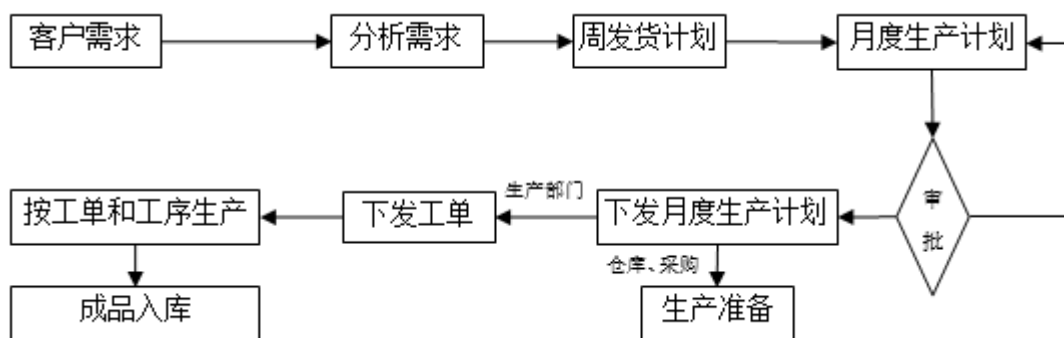 客户需求
分析需求
周发货计划
月度生产计划
审
批
下发月度生产计划
生产部门
下发工单
按工单和工序生产
仓库、采购
生产准备
成品入库